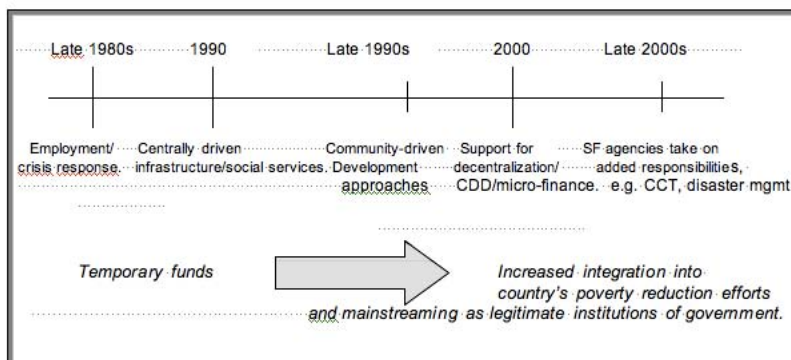 Late 1980s 1990 Late 1990s 2000 Late 2000s
Employment/ Centrally driven Community-driven Support for SF agencies take on
crisis response. infrastructure/social services. Development decentralization/ added responsibilities,
approaches CDD/micro-finance. e.g. CCT, disaster mgmt
Temporary funds Increased integration into
country's poverty reduction efforts
and mainstreaming as legitimate institutions of government.